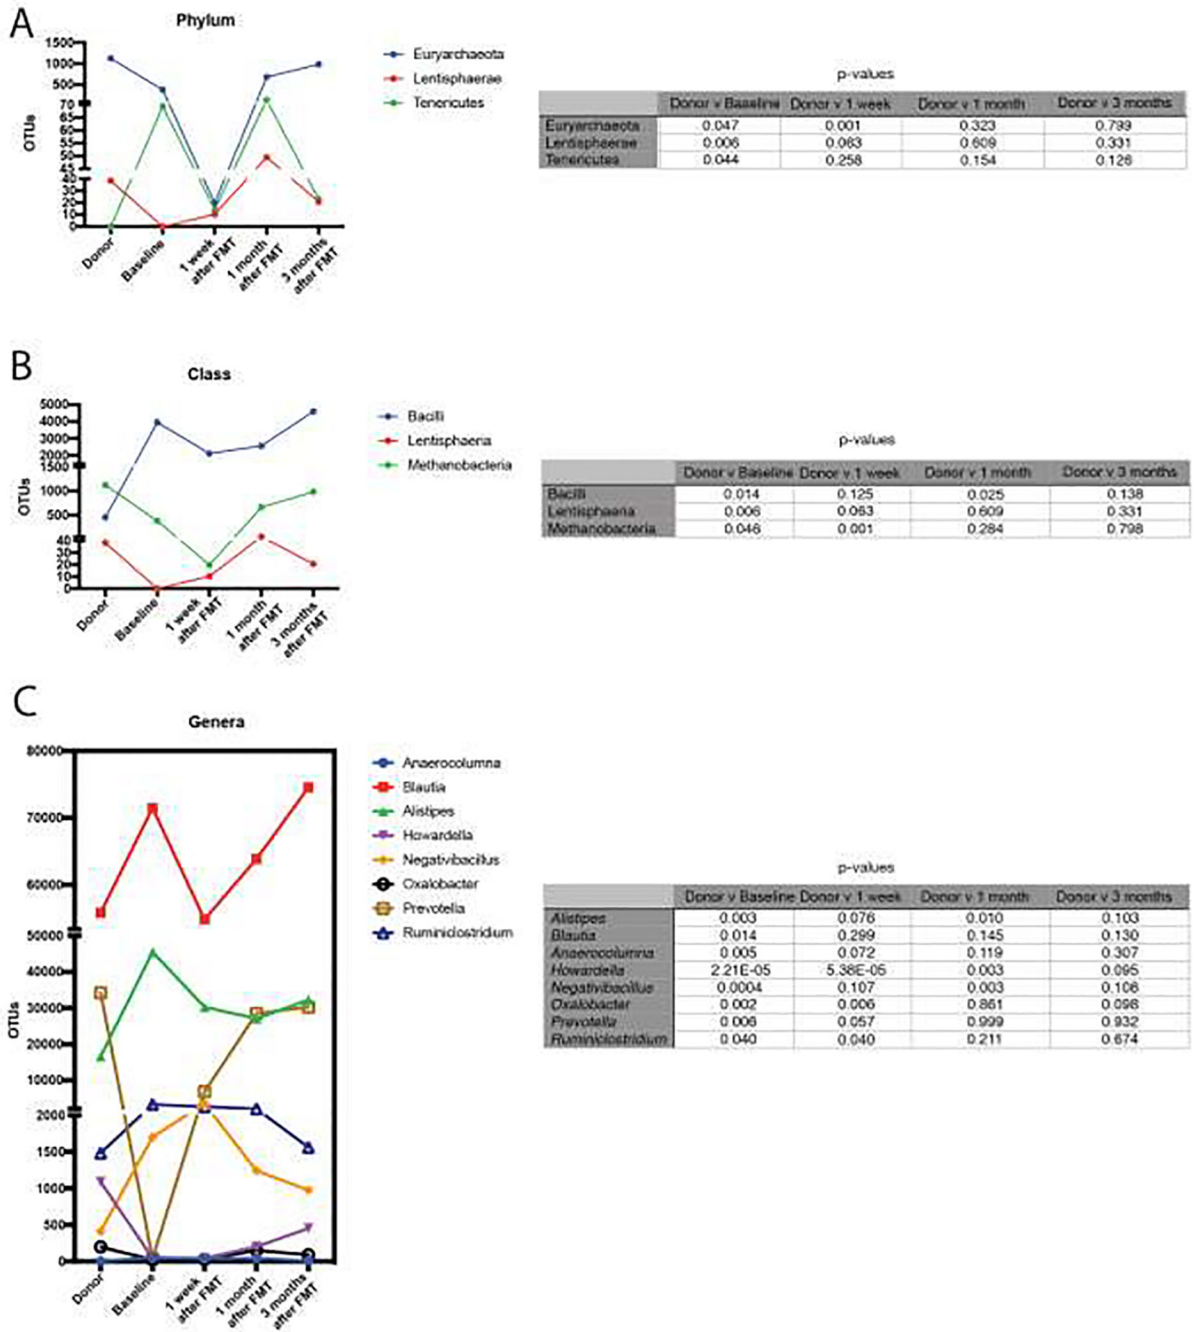 A
Phylum
1500
1000
500
70
65
60
55
50
45
40
30
20
10
0
OTUs
Donor
Baseline
1 week
after FMT
1 month
after FMT
3 months
after FMT
Euryarchaeota
Lentisphaerae
Tenericutes
p-values
Donor v Baseline Donor v 1 week Donor v 1 month Donor v 3 months
Euryarchaeota 0.047 0.001 0.323 0.799
Lentisphaerae 0.006 0.063 0.609 0.331
Tenericutes 0.044 0.258 0.154 0.126
B
Class
5000
4000
3000
2000
1500
1000
500
40
30
20
10
0
OTUs
Donor
Baseline
1 week
after FMT
1 month
after FMT
3 months
after FMT
Bacilli
Lentisphaeria
Methanobacteria
p-values
Donor v Baseline Donor v 1 week Donor v 1 month Donor v 3 months
Bacilli 0.014 0.125 0.025 0.138
Lentisphaeria 0.006 0.063 0.609 0.331
Methanobacteria 0.046 0.001 0.284 0.798
C
Genera
80000
70000
60000
50000
40000
30000
20000
10000
2000
1500
1000
500
0
OTUs
Donor
Baseline
1 week
after FMT
1 month
after FMT
3 months
after FMT
Anaerocolumna
Blautia
Alistipes
Howardella
Negativibacillus
Oxalobacter
Prevotella
Ruminiclostridium
p-values
Donor v Baseline Donor v 1 week Donor v 1 month Donor v 3 months
Alistipes 0.003 0.076 0.010 0.103
Blautia 0.014 0.299 0.145 0.130
Anaerocolumna 0.005 0.072 0.119 0.307
Howardella 2.21E-05 5.38E-05 0.003 0.095
Negativibacillus 0.0004 0.107 0.003 0.106
Oxalobacter 0.002 0.006 0.861 0.098
Prevotella 0.006 0.057 0.999 0.932
Ruminiclostridium 0.040 0.040 0.211 0.674